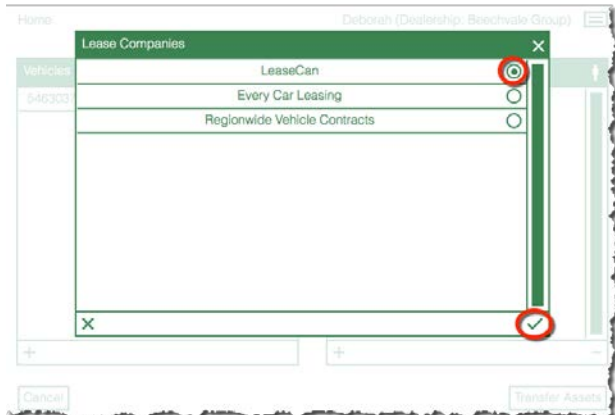 Home
Deborah (Dealership: Beechvale Group)
Lease Companies
Vehicles
LeaseCan
546303
Every Car Leasing
Regionwide Vehicle Contracts
Cancel
Transfer Assets